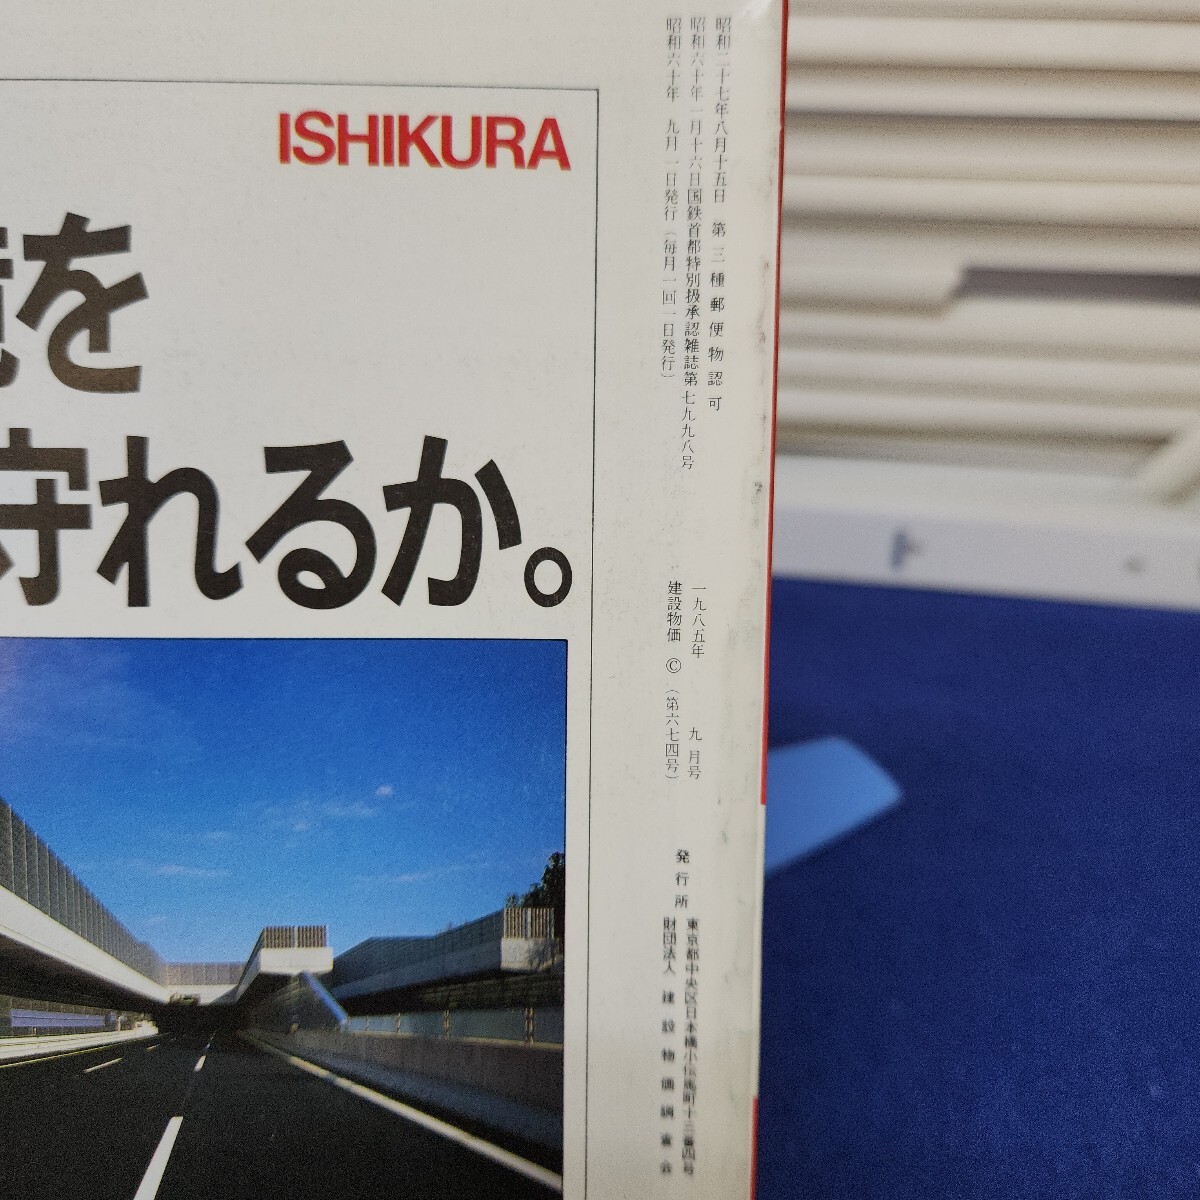 昭和二十七年八月十五日 第三種郵便物認可
昭和六十年一月十六日国鉄首都特別扱承認雑誌第七九九八号
昭和六十年 九月一日発行(毎月一回一日発行)
ISHIKURA
を
守れるか。
一九八五年 九月号
建設物価 © (第六七四号)
発行所
東京都中央区日本橋小伝馬町十三番四号
財団法人 建設物価調査会